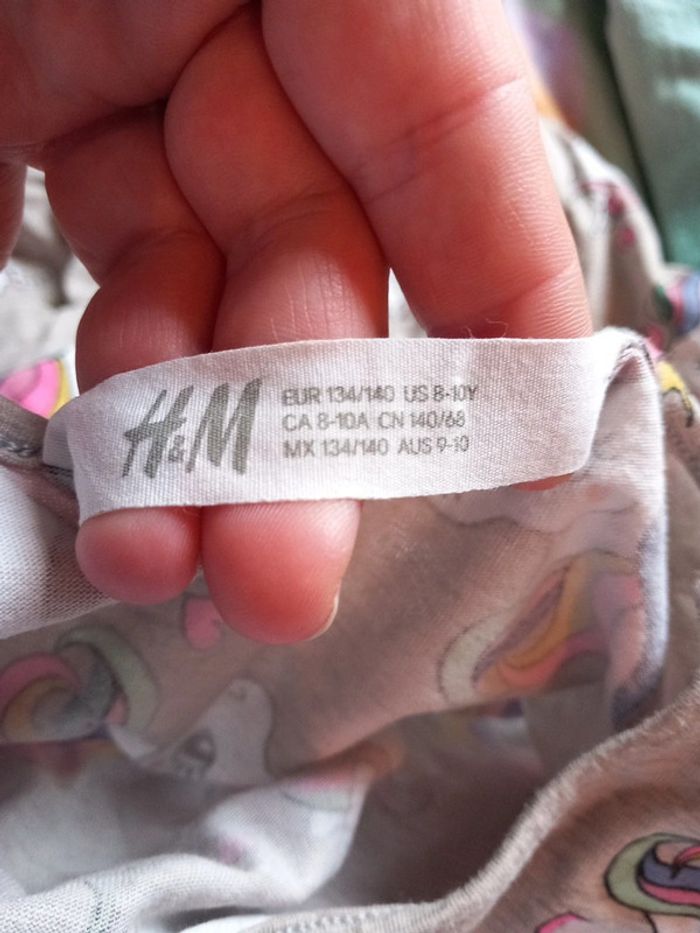 H&M
EUR 134/140 US 8-10Y
CA 8-10A CN 140/68
MX 134/140 AUS 9-10